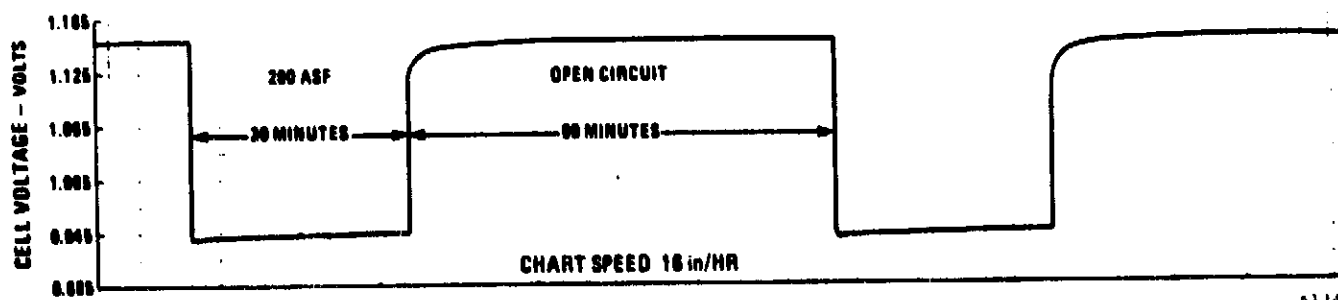 CELL VOLTAGE – VOLTS
1.185
1.125
1.065
1.005
0.945
0.885
200 ASF
OPEN CIRCUIT
30 MINUTES
60 MINUTES
CHART SPEED 16 in/HR